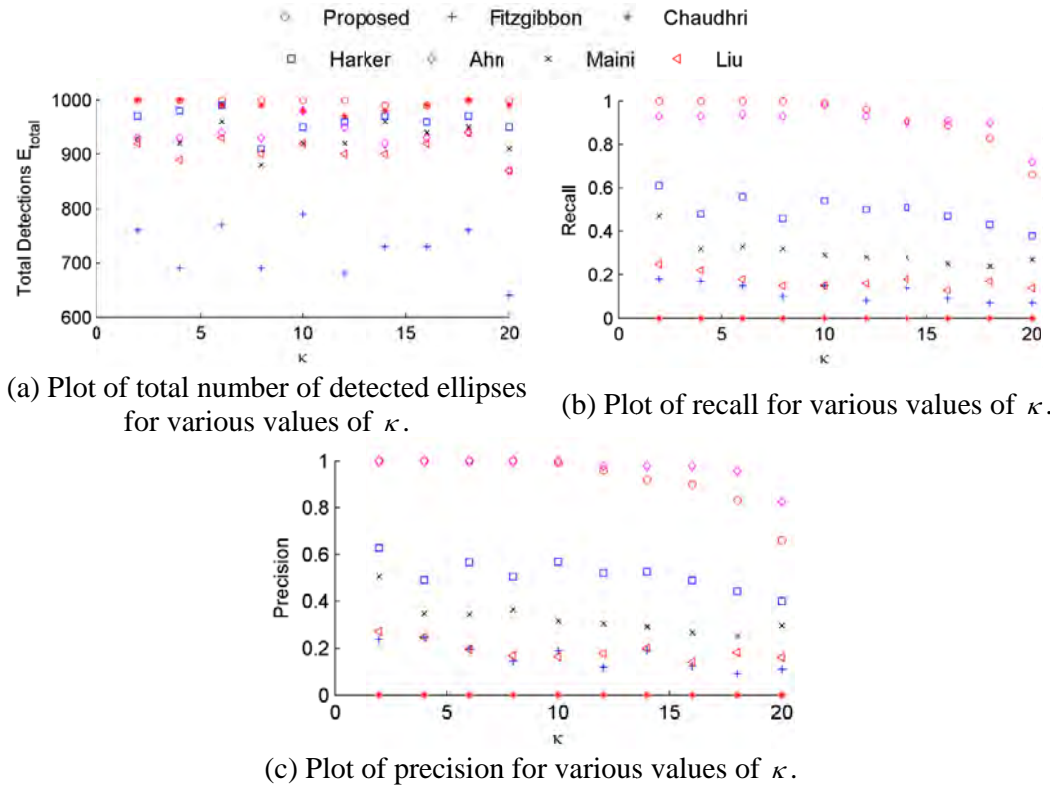 Proposed Fitzgibbon Chaudhri
Harker Ahn Maini Liu
1000
900
800
700
600
0 5 10 15 20
Total Detections E_total
κ
(a) Plot of total number of detected ellipses
for various values of κ.
1
0.8
0.6
0.4
0.2
0
0 5 10 15 20
Recall
κ
(b) Plot of recall for various values of κ.
1
0.8
0.6
0.4
0.2
0
0 5 10 15 20
Precision
κ
(c) Plot of precision for various values of κ.